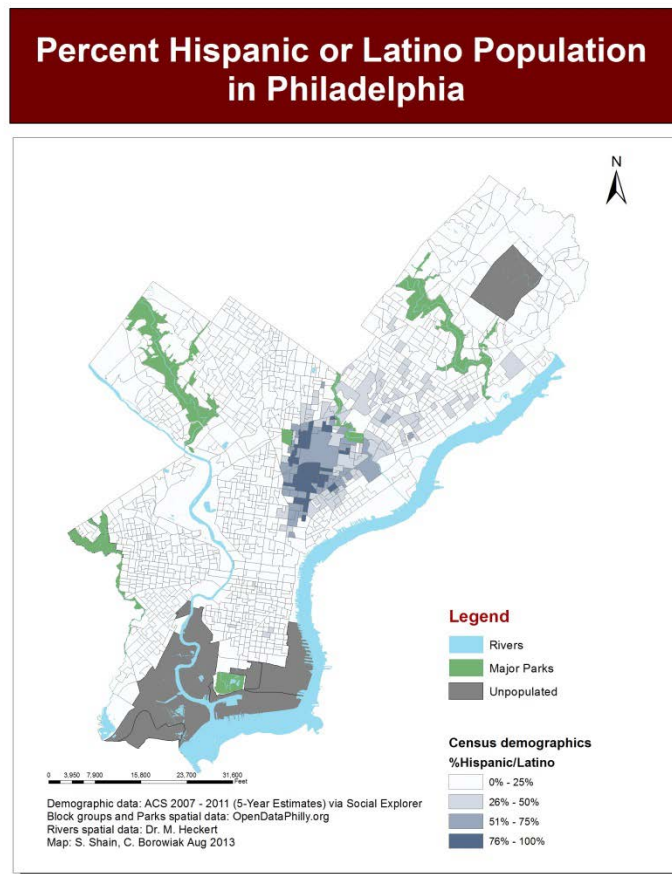 Percent Hispanic or Latino Population
in Philadelphia
N
Legend
Rivers
Major Parks
Unpopulated
Census demographics
%Hispanic/Latino
0% - 25%
26% - 50%
51% - 75%
76% - 100%
0 3,950 7,900 15,800 23,700 31,600
Feet
Demographic data: ACS 2007 - 2011 (5-Year Estimates) via Social Explorer
Block groups and Parks spatial data: OpenDataPhilly.org
Rivers spatial data: Dr. M. Heckert
Map: S. Shain, C. Borowiak Aug 2013